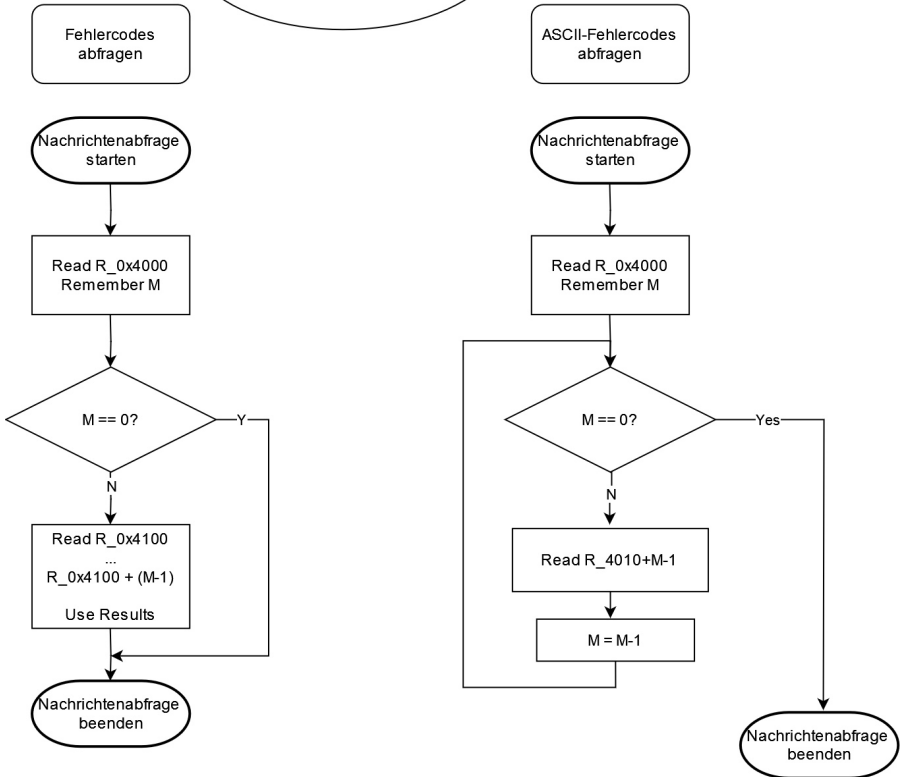 Fehlercodes
abfragen
Nachrichtenabfrage
starten
Read R_0x4000
Remember M
M == 0?
Y
N
Read R_0x4100
...
R_0x4100 + (M-1)
Use Results
Nachrichtenabfrage
beenden
ASCII-Fehlercodes
abfragen
Nachrichtenabfrage
starten
Read R_0x4000
Remember M
M == 0?
Yes
N
Read R_4010+M-1
M = M-1
Nachrichtenabfrage
beenden